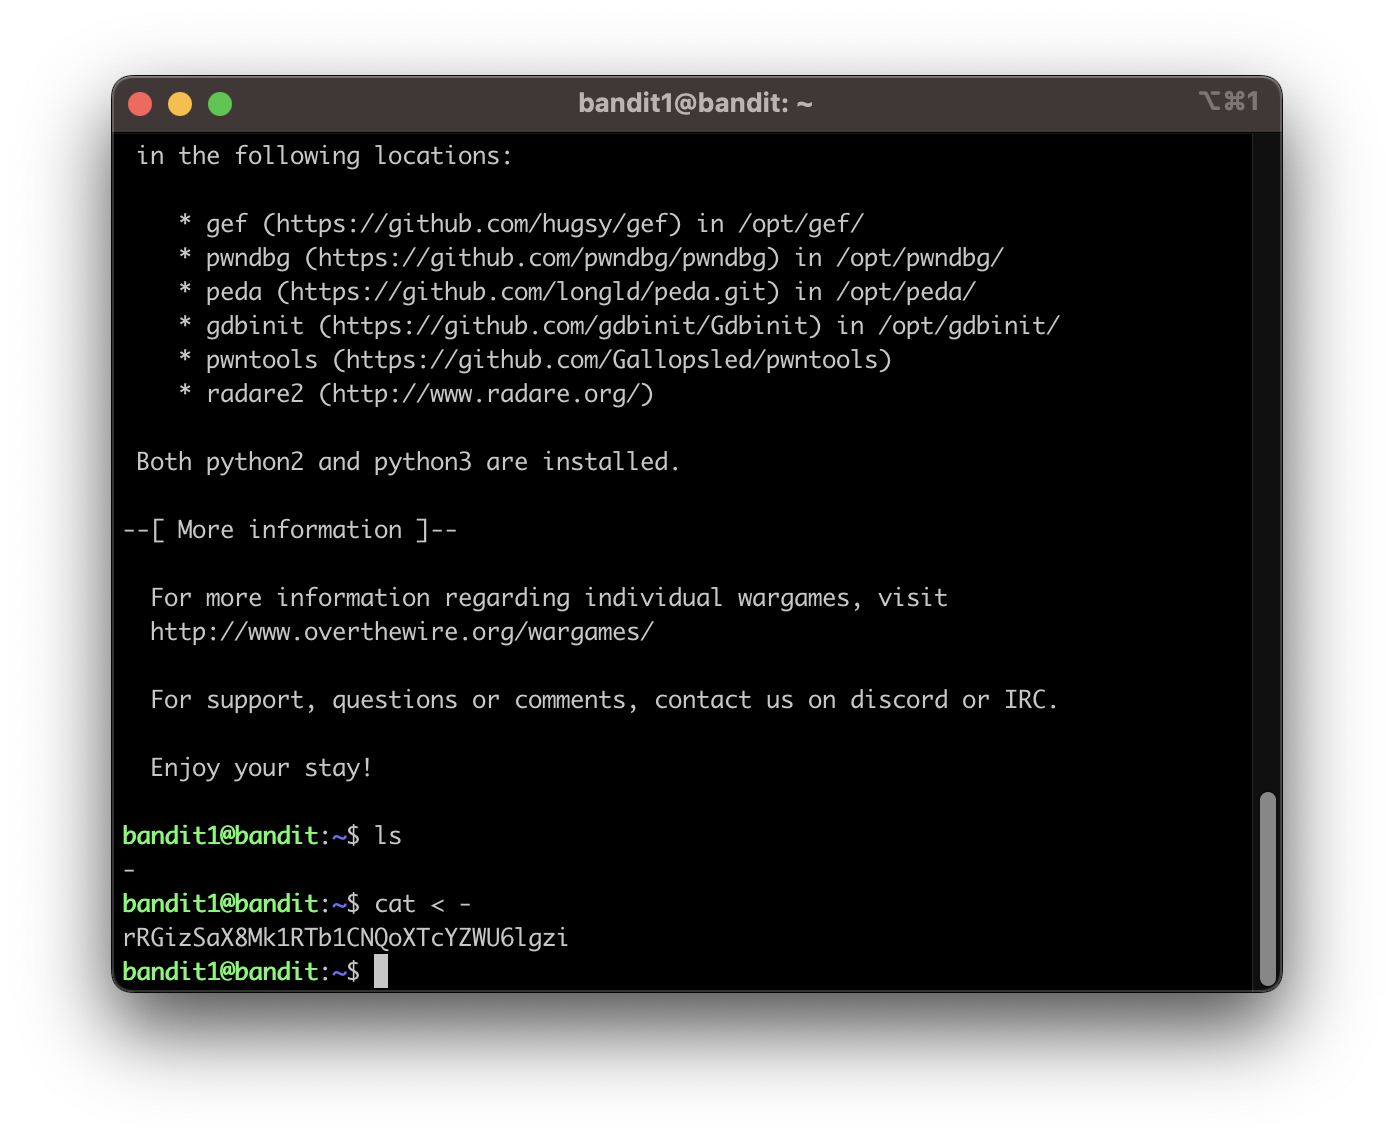 bandit1@bandit: ~
⌥⌘1
in the following locations:
* gef (https://github.com/hugsy/gef) in /opt/gef/
* pwndbg (https://github.com/pwndbg/pwndbg) in /opt/pwndbg/
* peda (https://github.com/longld/peda.git) in /opt/peda/
* gdbinit (https://github.com/gdbinit/Gdbinit) in /opt/gdbinit/
* pwntools (https://github.com/Gallopsled/pwntools)
* radare2 (http://www.radare.org/)
Both python2 and python3 are installed.
--[ More information ]--
For more information regarding individual wargames, visit
http://www.overthewire.org/wargames/
For support, questions or comments, contact us on discord or IRC.
Enjoy your stay!
bandit1@bandit:~$ ls
-
bandit1@bandit:~$ cat < -
rRGizSaX8Mk1RTb1CNQoXTcYZWU6lgzi
bandit1@bandit:~$